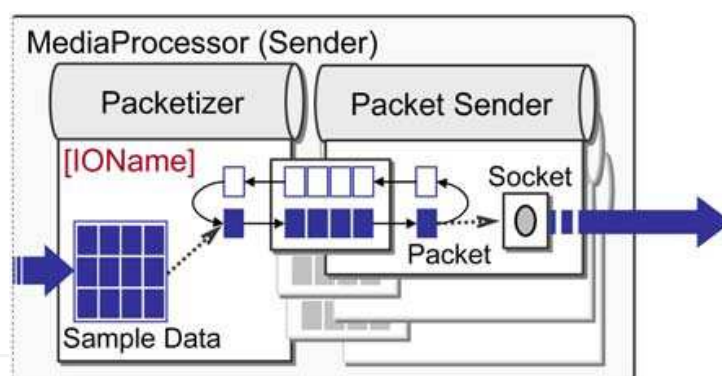 MediaProcessor (Sender)
Packetizer
Packet Sender
[IOName]
Socket
Packet
Sample Data